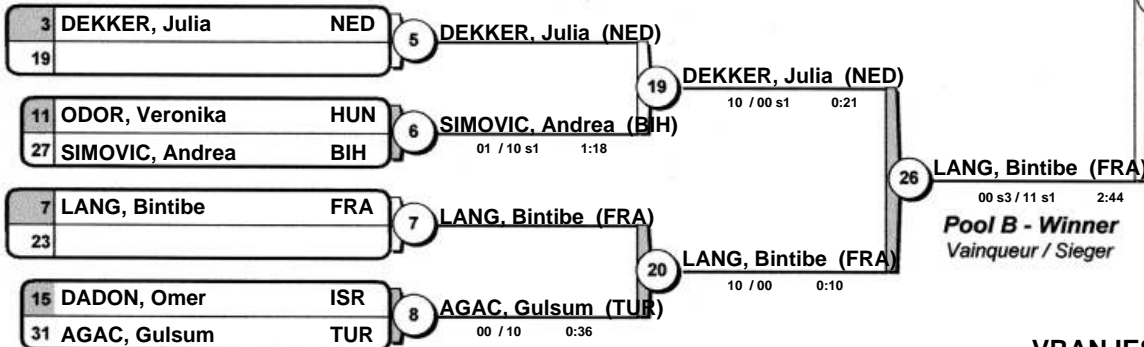 3 DEKKER, Julia NED
19
5 DEKKER, Julia (NED)
11 ODOR, Veronika HUN
27 SIMOVIC, Andrea BIH
6 SIMOVIC, Andrea (BIH)
01 / 10 s1 1:18
19 DEKKER, Julia (NED)
10 / 00 s1 0:21
7 LANG, Bintibe FRA
23
7 LANG, Bintibe (FRA)
15 DADON, Omer ISR
31 AGAC, Gulsum TUR
8 AGAC, Gulsum (TUR)
00 / 10 0:36
20 LANG, Bintibe (FRA)
10 / 00 0:10
26 LANG, Bintibe (FRA)
00 s3 / 11 s1 2:44
Pool B - Winner
Vainqueur / Sieger